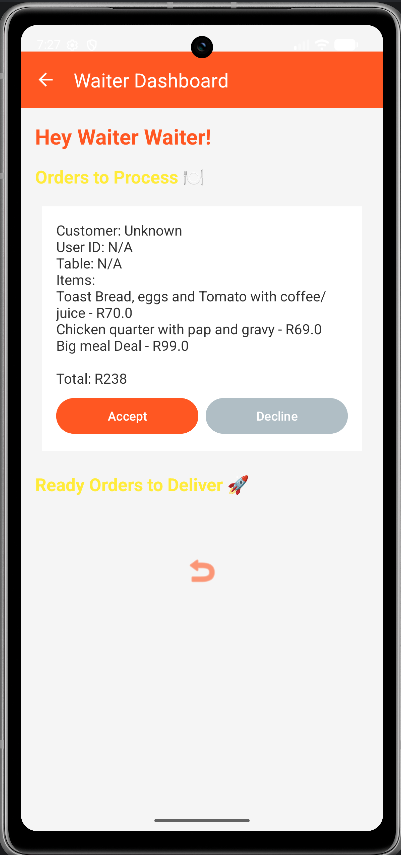 2:27
Waiter Dashboard
Hey Waiter Waiter!
Orders to Process 🍽️
Customer: Unknown
User ID: N/A
Table: N/A
Items:
Toast Bread, eggs and Tomato with coffee/
juice - R70.0
Chicken quarter with pap and gravy - R69.0
Big meal Deal - R99.0
Total: R238
Accept
Decline
Ready Orders to Deliver 🚀